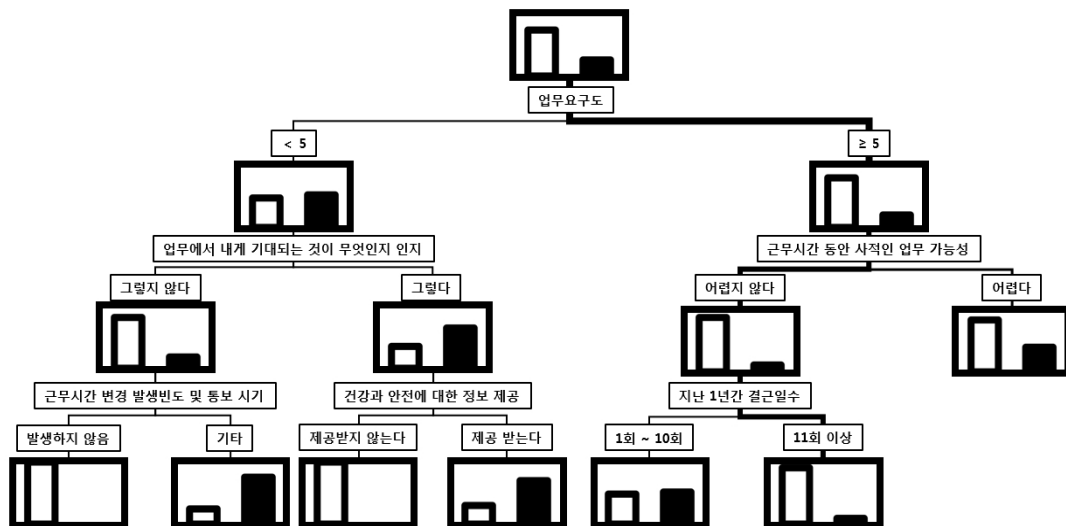 업무요구도
< 5
≥ 5
업무에서 내게 기대되는 것이 무엇인지 인지
근무시간 동안 사적인 업무 가능성
그렇지 않다
그렇다
어렵지 않다
어렵다
근무시간 변경 발생빈도 및 통보 시기
건강과 안전에 대한 정보 제공
지난 1년간 결근일수
발생하지 않음
기타
제공받지 않는다
제공 받는다
1회 ~ 10회
11회 이상